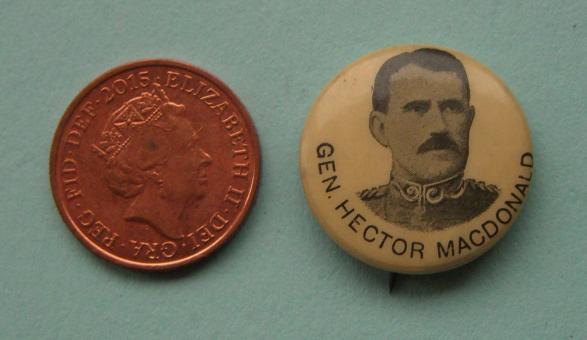 ELIZABETH II · DEI · GRA · REG · FID · DEF · 2015
GEN. HECTOR MACDONALD